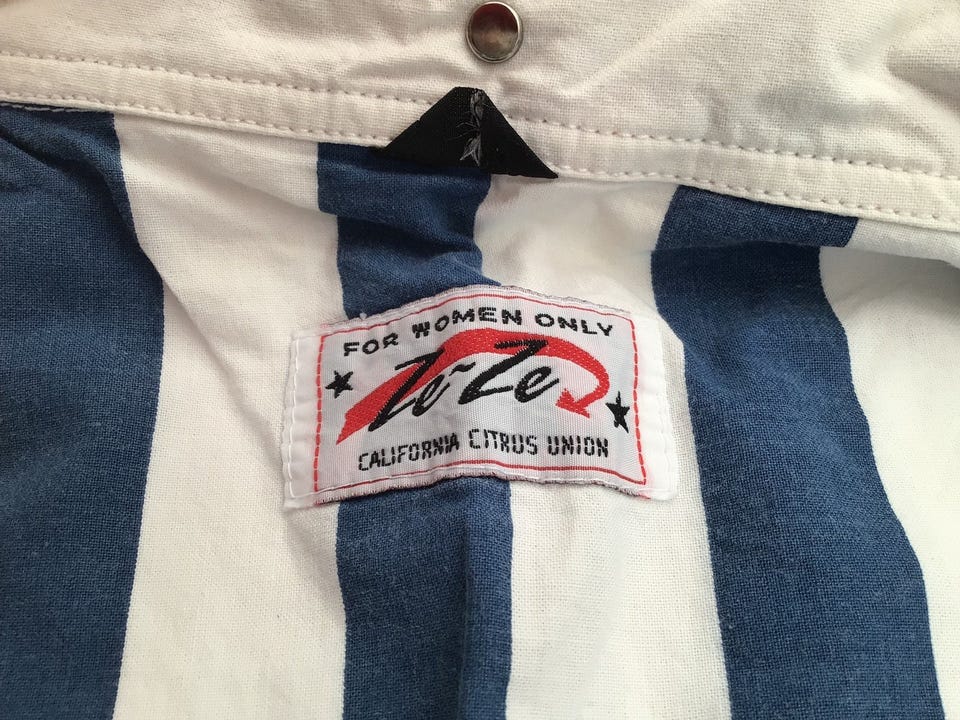 FOR WOMEN ONLY
Ze-Ze
CALIFORNIA CITRUS UNION